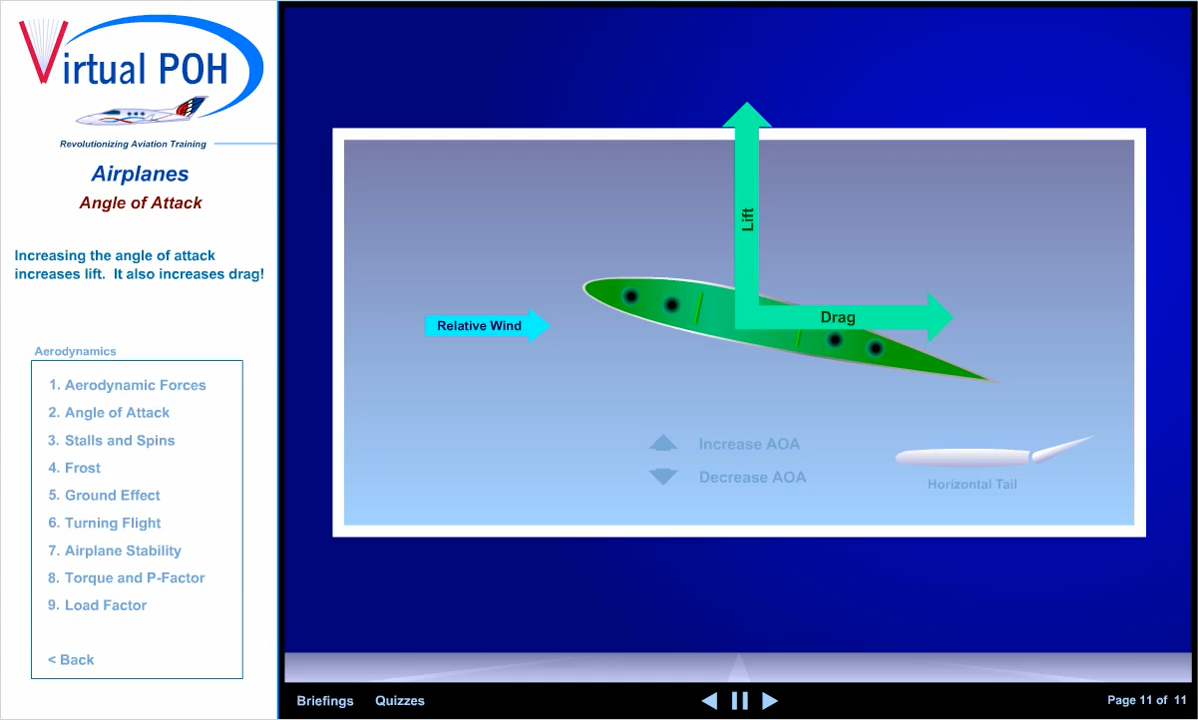 Virtual POH
Revolutionizing Aviation Training
Airplanes
Angle of Attack
Increasing the angle of attack
increases lift.  It also increases drag!
Aerodynamics
1. Aerodynamic Forces
2. Angle of Attack
3. Stalls and Spins
4. Frost
5. Ground Effect
6. Turning Flight
7. Airplane Stability
8. Torque and P-Factor
9. Load Factor
< Back
Lift
Drag
Relative Wind
Increase AOA
Decrease AOA
Horizontal Tail
Briefings
Quizzes
Page 11 of 11